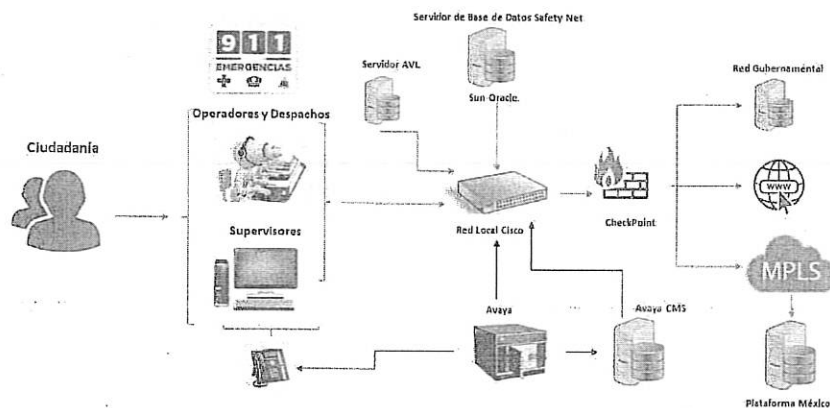 Servidor de Base de Datos Safety Net
911
EMERGENCIAS
Servidor AVL
Red Gubernamental
Sun Oracle.
Operadores y Despachos
Ciudadanía
www
Red Local Cisco
CheckPoint
Supervisores
MPLS
Avaya
Avaya CMS
Plataforma México